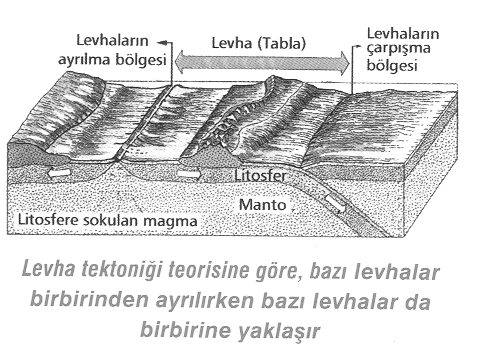 Levhaların
ayrılma bölgesi
Levha (Tabla)
Levhaların
çarpışma
bölgesi
Litosfer
Manto
Litosfere sokulan magma
Levha tektoniği teorisine göre, bazı levhalar
birbirinden ayrılırken bazı levhalar da
birbirine yaklaşır